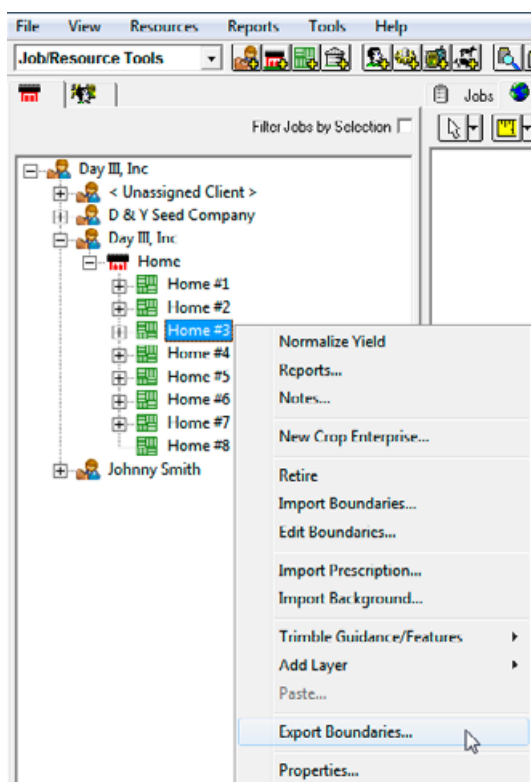 File View Resources Reports Tools Help
Job/Resource Tools
Jobs
Filter Jobs by Selection
Day III, Inc
< Unassigned Client >
D & Y Seed Company
Day III, Inc
Home
Home #1
Home #2
Home #3
Home #4
Home #5
Home #6
Home #7
Home #8
Johnny Smith
Normalize Yield
Reports...
Notes...
New Crop Enterprise...
Retire
Import Boundaries...
Edit Boundaries...
Import Prescription...
Import Background...
Trimble Guidance/Features
Add Layer
Paste...
Export Boundaries...
Properties...